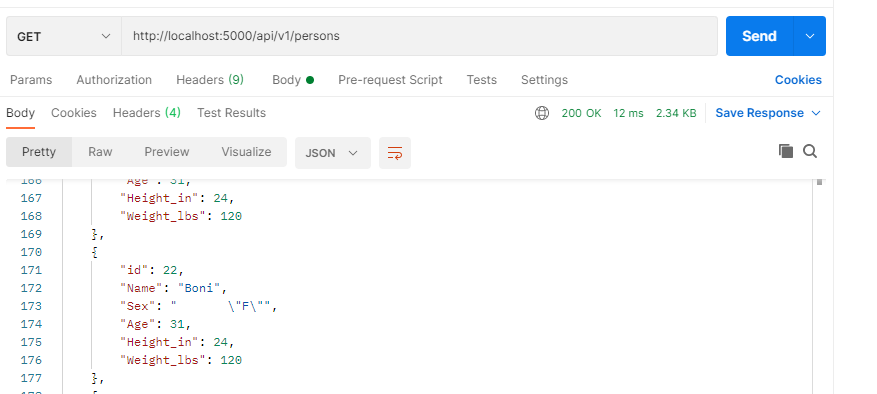 GET http://localhost:5000/api/v1/persons Send
Params Authorization Headers (9) Body Pre-request Script Tests Settings Cookies
Body Cookies Headers (4) Test Results 200 OK 12 ms 2.34 KB Save Response
Pretty Raw Preview Visualize JSON
166 "Age": 31,
167 "Height_in": 24,
168 "Weight_lbs": 120
169 },
170 {
171 "id": 22,
172 "Name": "Boni",
173 "Sex": "       \"F\"",
174 "Age": 31,
175 "Height_in": 24,
176 "Weight_lbs": 120
177 },
178 {